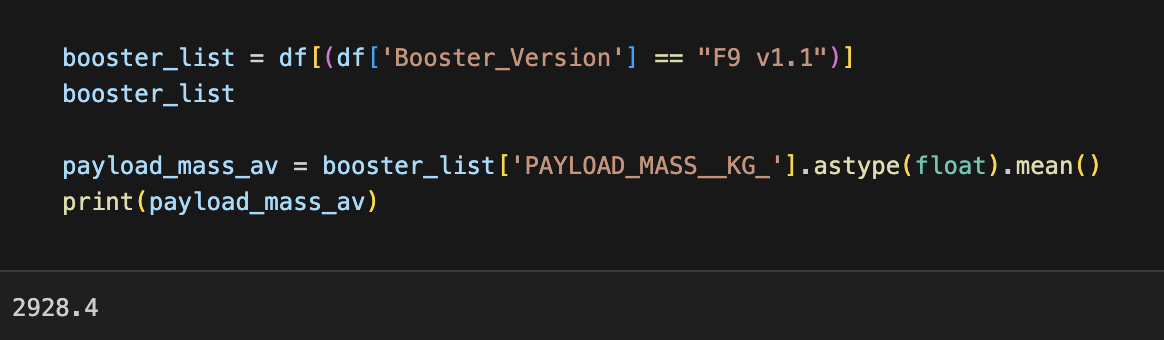 booster_list = df[(df['Booster_Version'] == "F9 v1.1")]
booster_list
payload_mass_av = booster_list['PAYLOAD_MASS__KG_'].astype(float).mean()
print(payload_mass_av)
2928.4